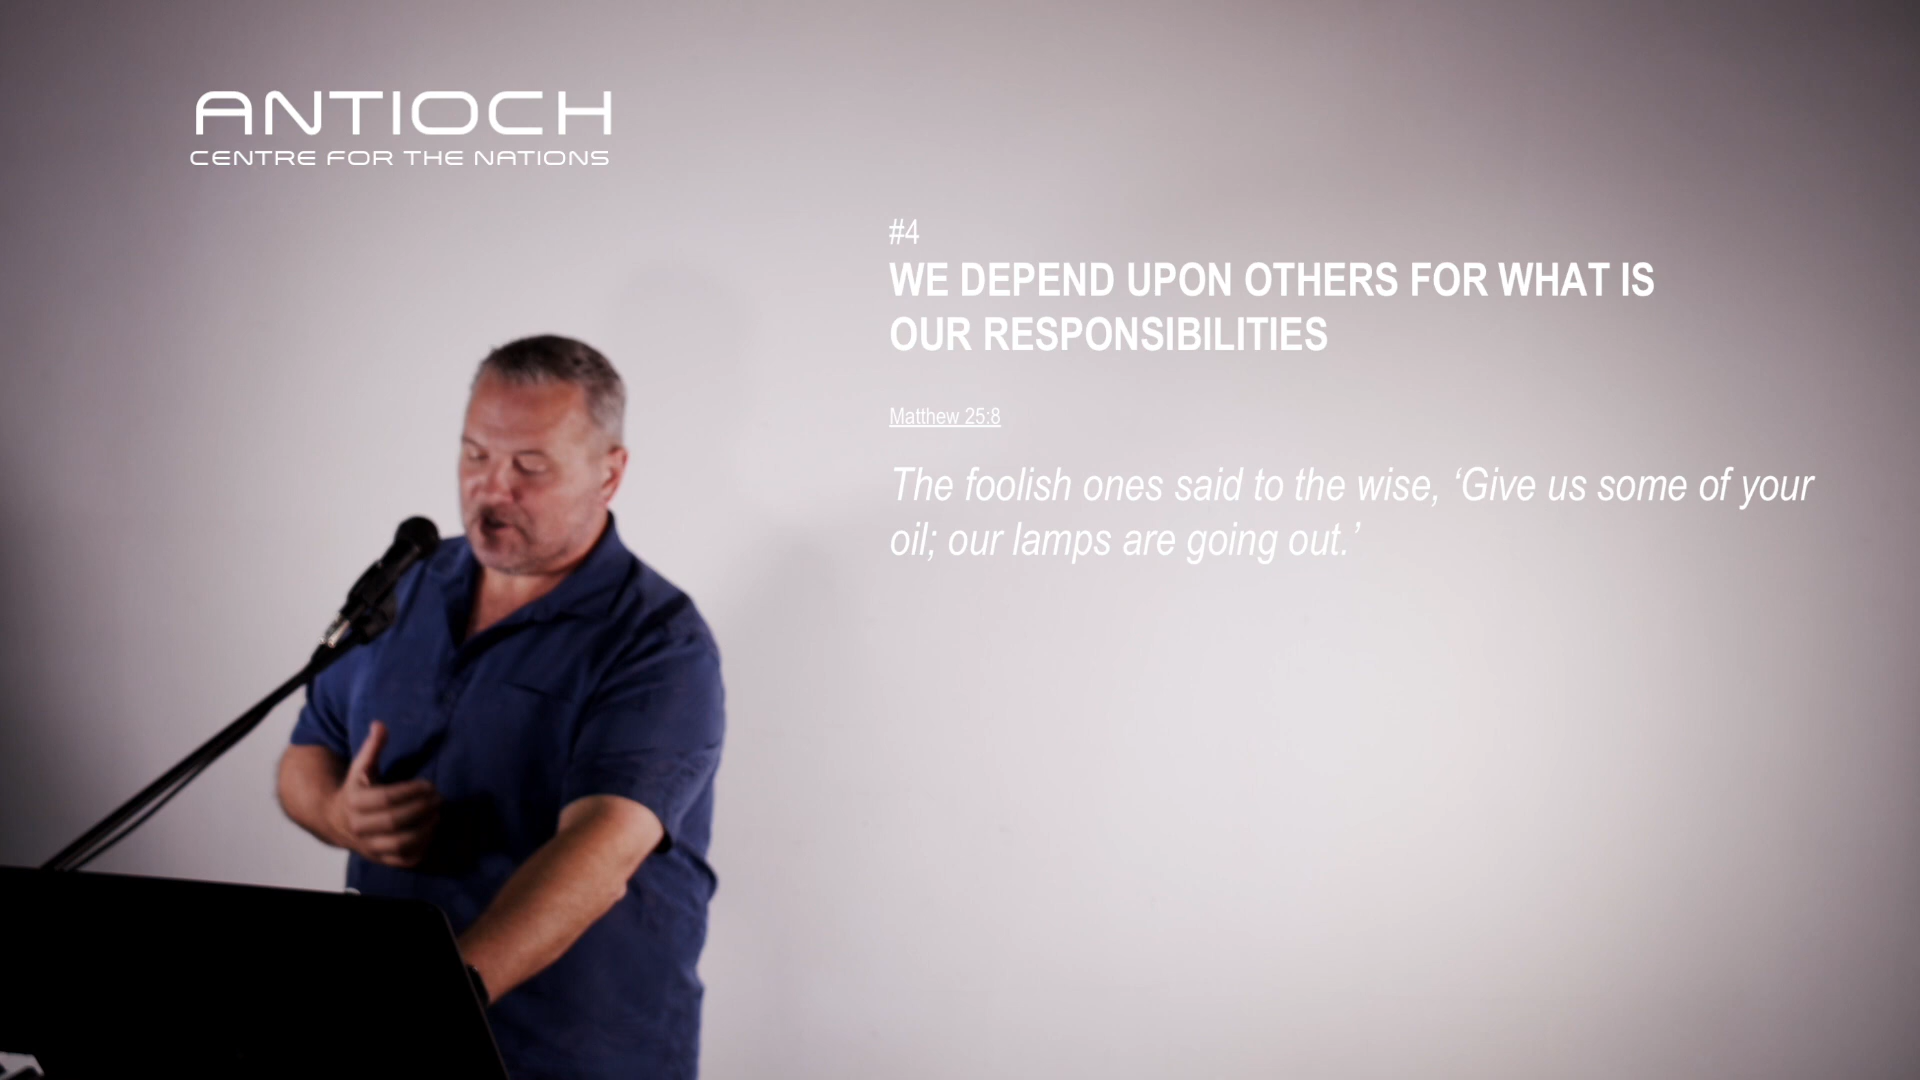 ANTIOCH
CENTRE FOR THE NATIONS
#4
WE DEPEND UPON OTHERS FOR WHAT IS
OUR RESPONSIBILITIES
Matthew 25:8
The foolish ones said to the wise, ‘Give us some of your
oil; our lamps are going out.’